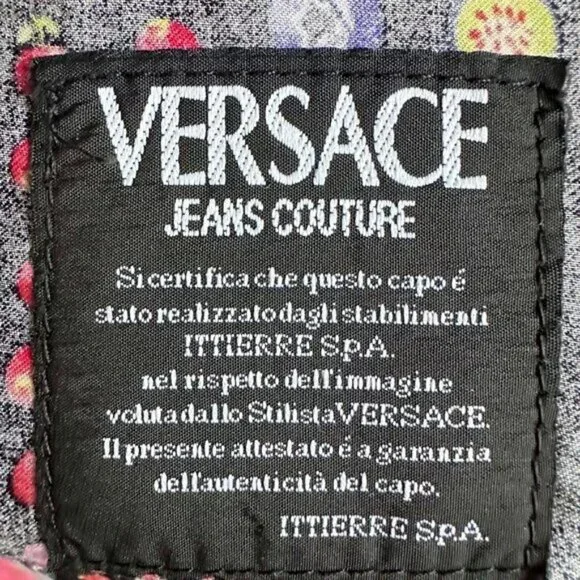 VERSACE
JEANS COUTURE
Si certifica che questo capo é
stato realizzato dagli stabilimenti
ITTIERRE S.p.A.
nel rispetto dell'immagine
voluta dallo Stilista VERSACE.
Il presente attestato é a garanzia
dell'autenticità del capo.
ITTIERRE S.p.A.